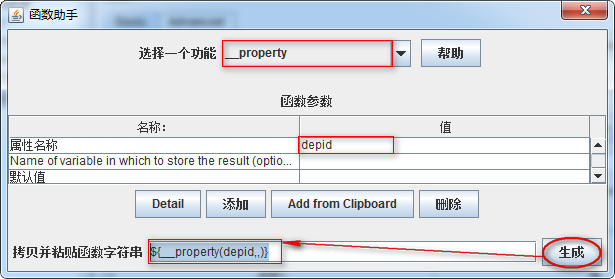 函数助手
选择一个功能 __property 帮助
函数参数
名称: 值
属性名称 depid
Name of variable in which to store the result (optio...
默认值
Detail 添加 Add from Clipboard 删除
拷贝并粘贴函数字符串 ${__property(depid,,)} 生成